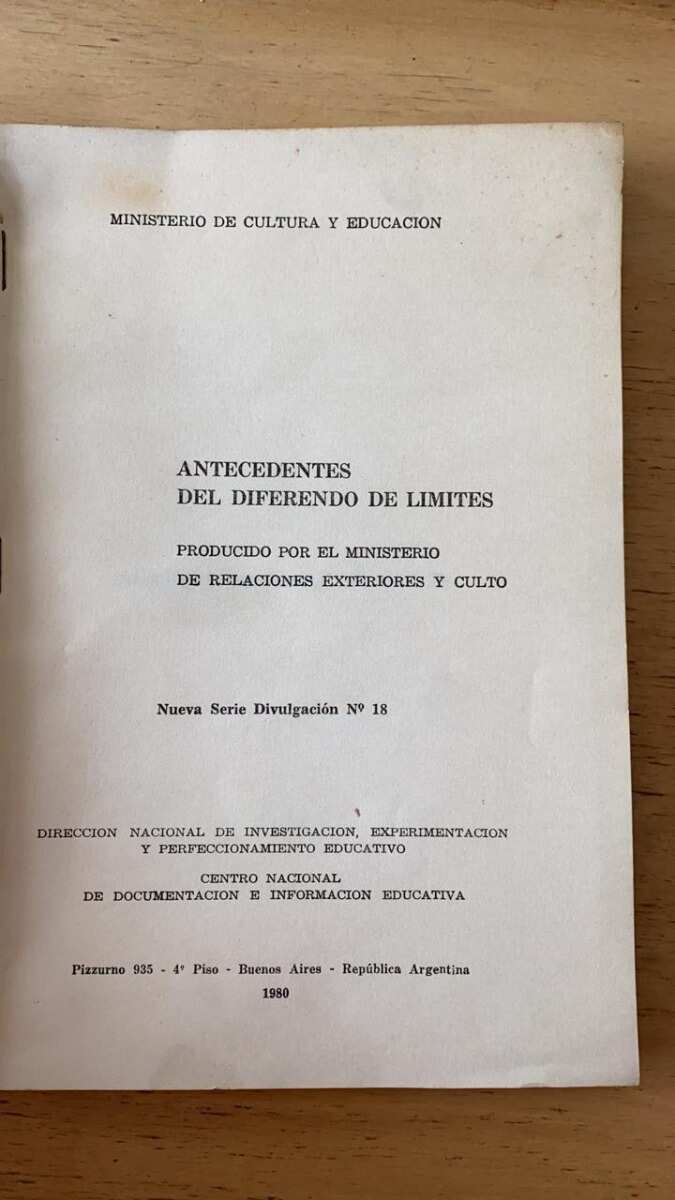 MINISTERIO DE CULTURA Y EDUCACION
ANTECEDENTES
DEL DIFERENDO DE LIMITES
PRODUCIDO POR EL MINISTERIO
DE RELACIONES EXTERIORES Y CULTO
Nueva Serie Divulgación Nº 18
DIRECCION NACIONAL DE INVESTIGACION, EXPERIMENTACION
Y PERFECCIONAMIENTO EDUCATIVO
CENTRO NACIONAL
DE DOCUMENTACION E INFORMACION EDUCATIVA
Pizzurno 935 - 4º Piso - Buenos Aires - República Argentina
1980